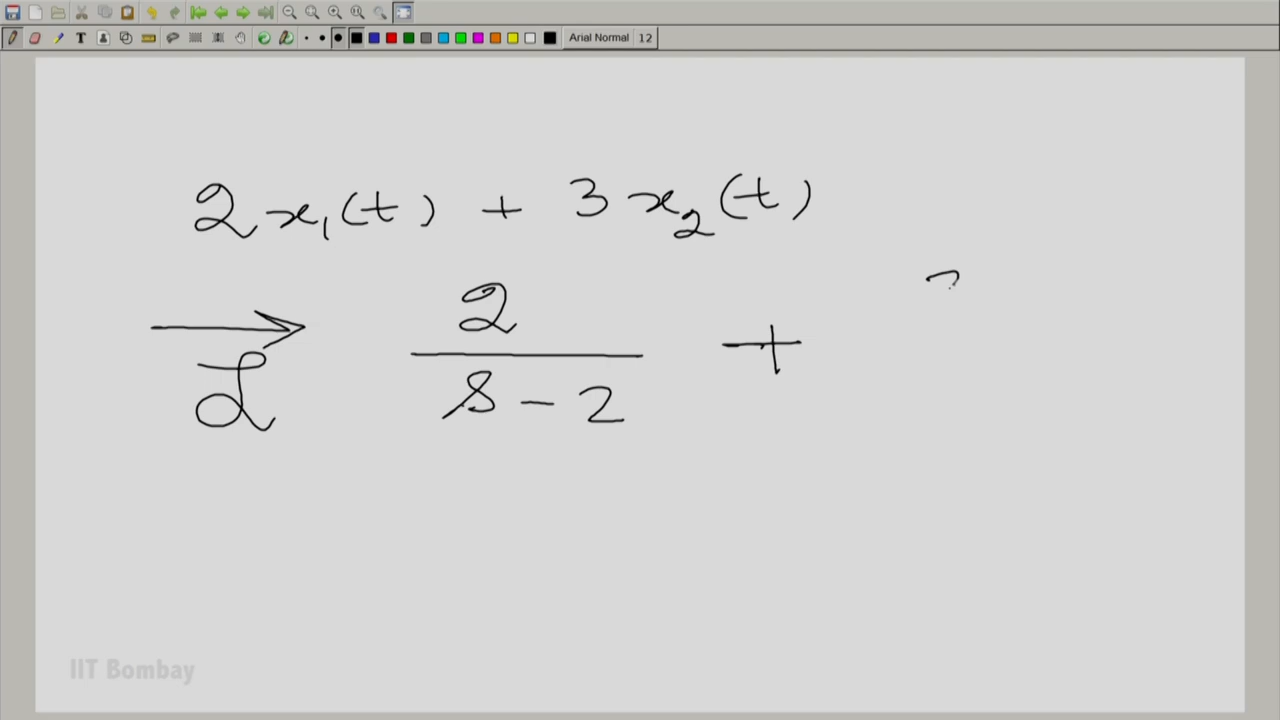 Arial Normal 12
2x₁(t) + 3x₂(t)
→ ℒ 2/(s - 2) +
IIT Bombay